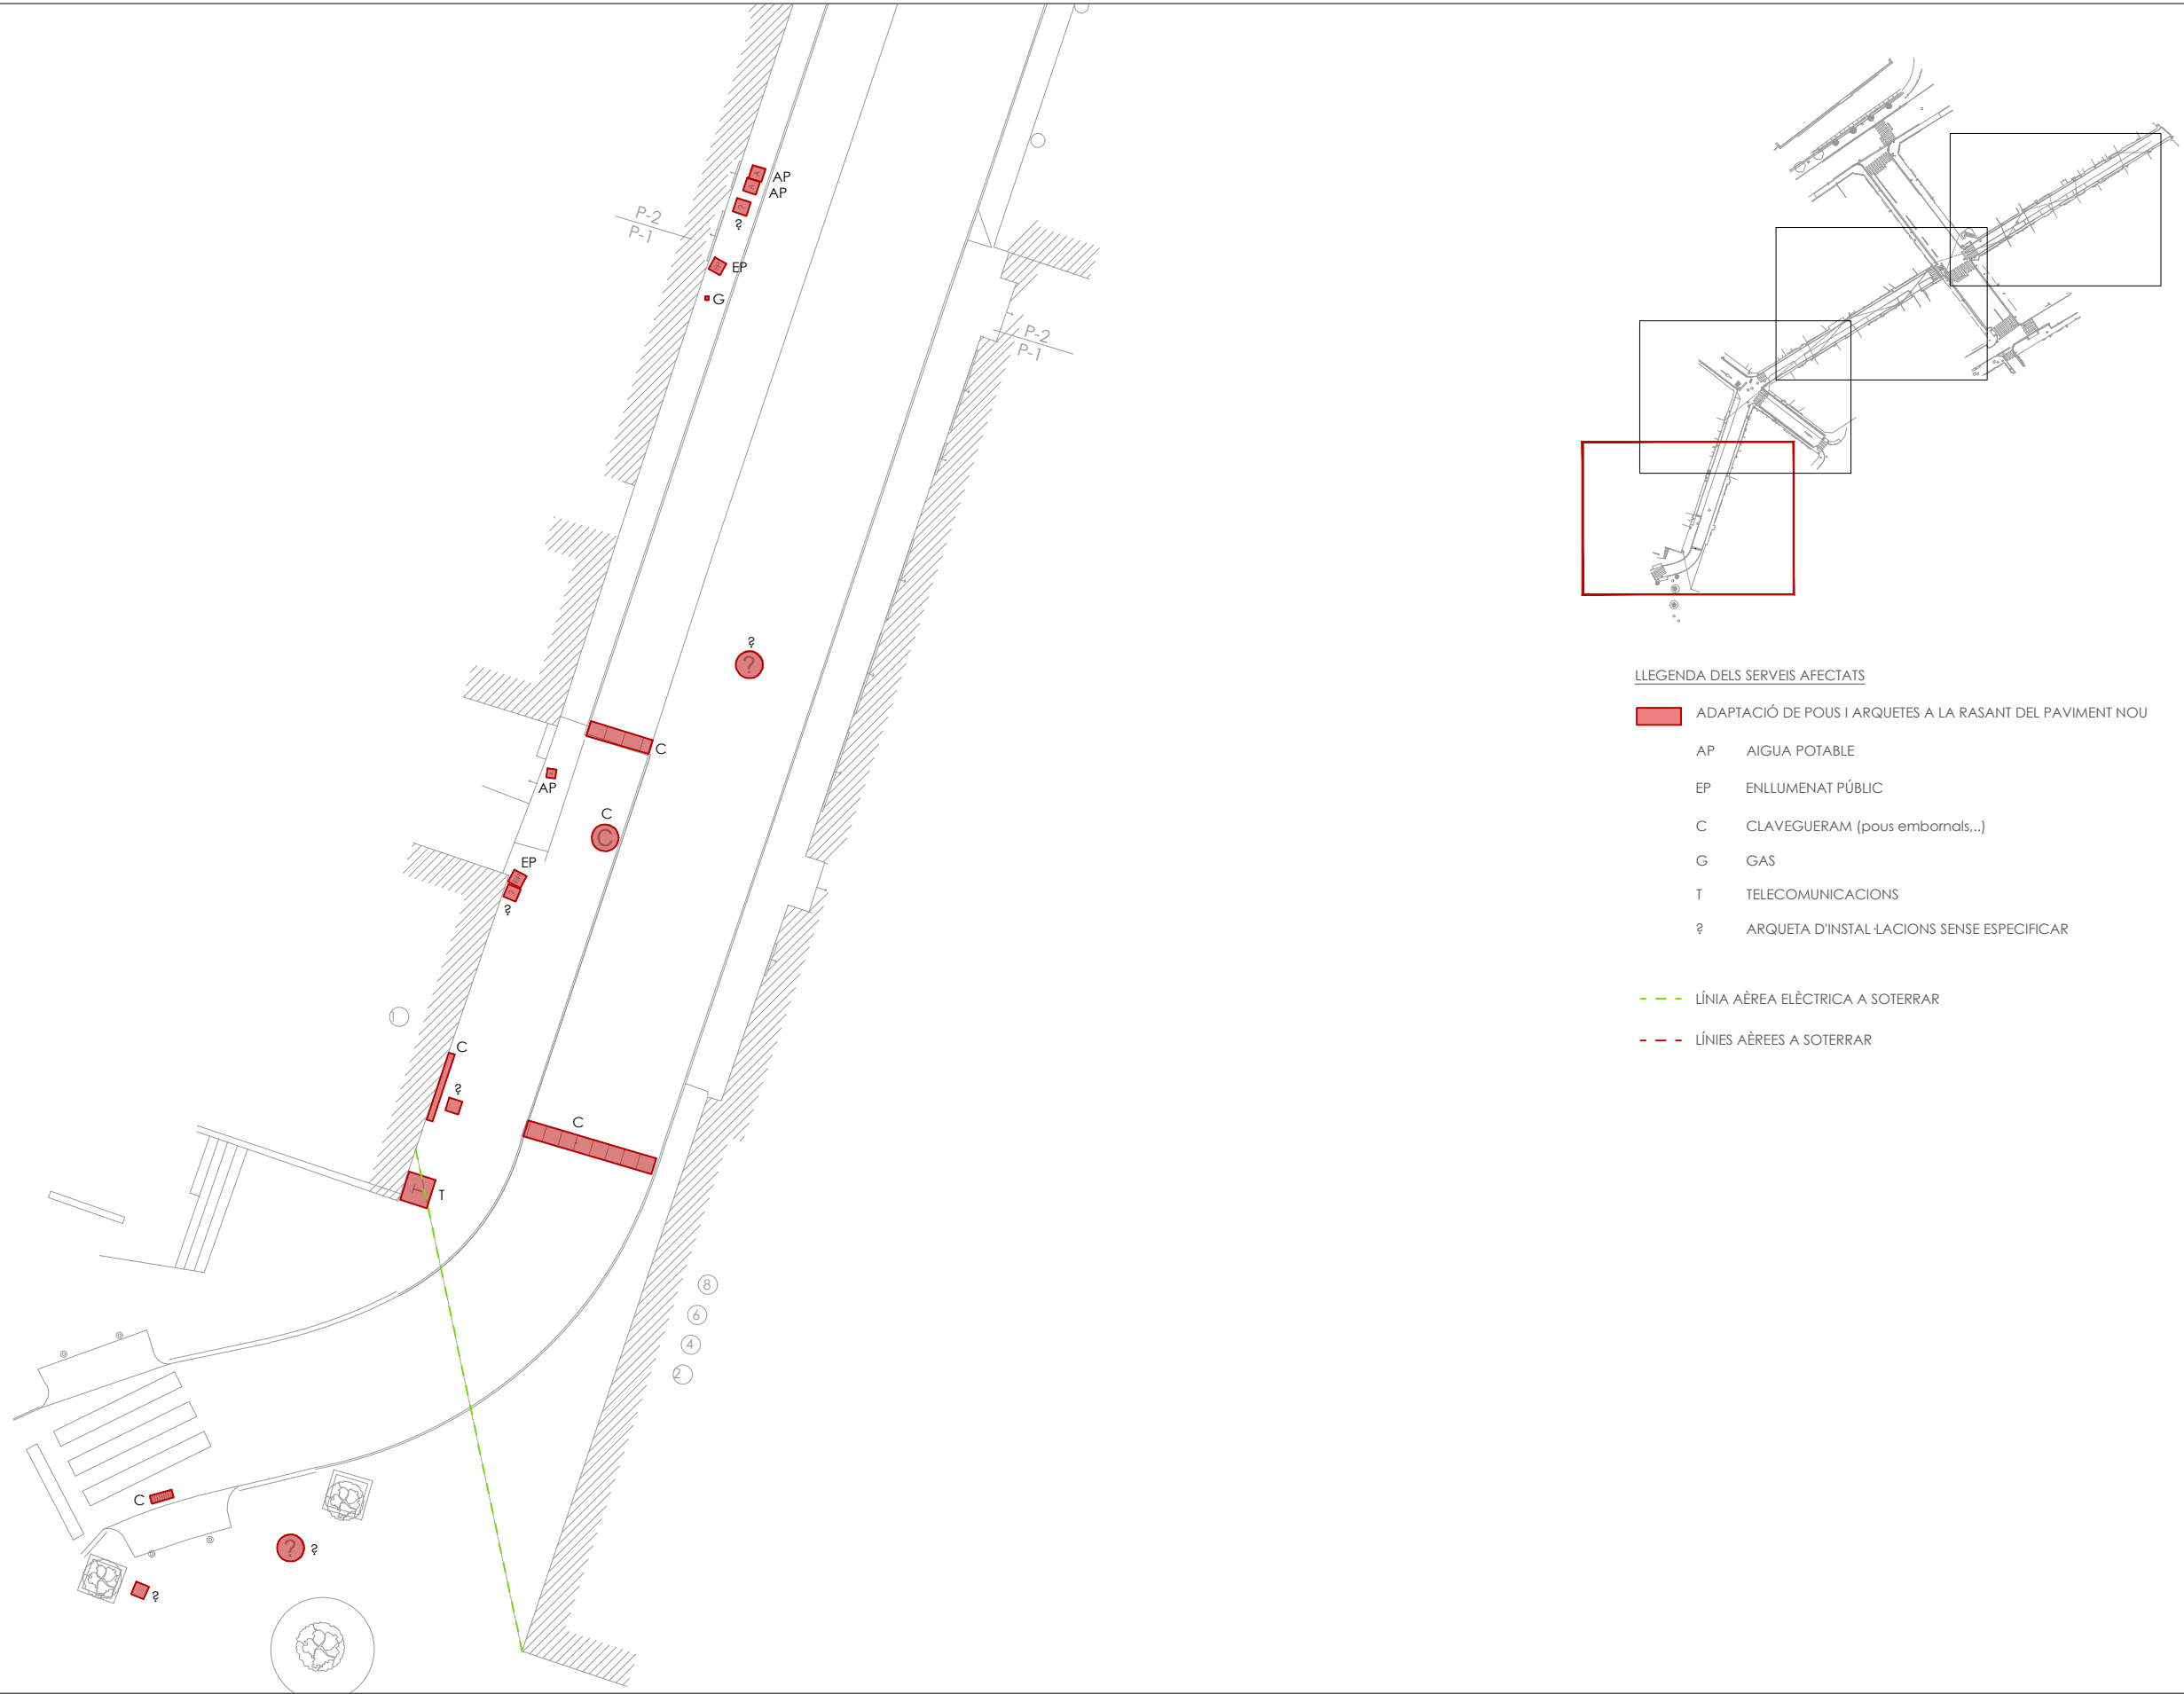 AP
AP
?
P-2
P-1
EP
G
P-2
P-1
?
?
C
AP
C
C
EP
?
1
C
?
C
T
T
8
6
4
2
C
?
?
?
LLEGENDA DELS SERVEIS AFECTATS
ADAPTACIÓ DE POUS I ARQUETES A LA RASANT DEL PAVIMENT NOU
AP AIGUA POTABLE
EP ENLLUMENAT PÚBLIC
C CLAVEGUERAM (pous embornals,..)
G GAS
T TELECOMUNICACIONS
? ARQUETA D'INSTAL·LACIONS SENSE ESPECIFICAR
LÍNIA AÈREA ELÈCTRICA A SOTERRAR
LÍNIES AÈREES A SOTERRAR